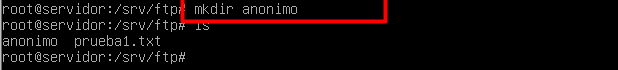 root@servidor:/srv/ftp# mkdir anonimo
root@servidor:/srv/ftp# ls
anonimo  prueba1.txt
root@servidor:/srv/ftp#